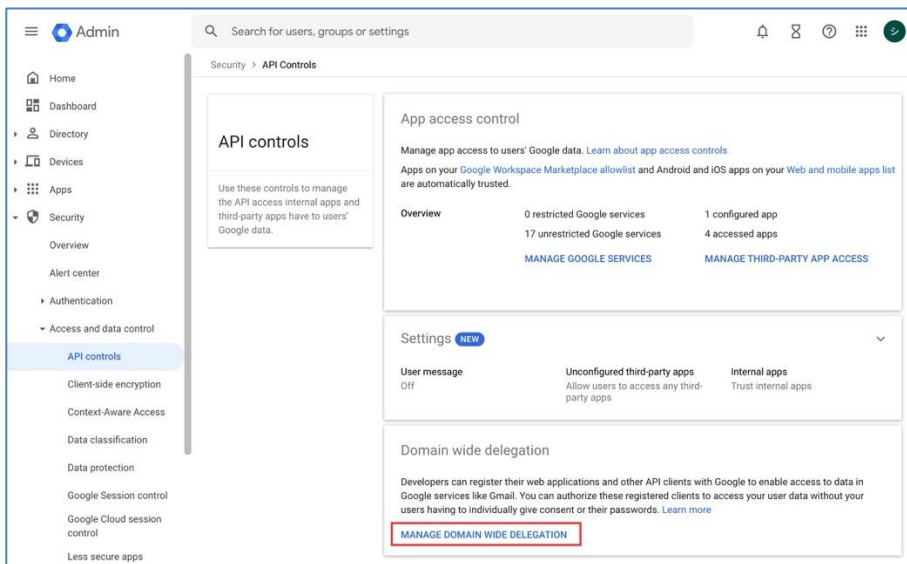 Admin
Search for users, groups or settings
シ
Home
Dashboard
Directory
Devices
Apps
Security
Overview
Alert center
Authentication
Access and data control
API controls
Client-side encryption
Context-Aware Access
Data classification
Data protection
Google Session control
Google Cloud session
control
Less secure apps
Security > API Controls
API controls
Use these controls to manage
the API access internal apps and
third-party apps have to users'
Google data.
App access control
Manage app access to users' Google data. Learn about app access controls
Apps on your Google Workspace Marketplace allowlist and Android and iOS apps on your Web and mobile apps list
are automatically trusted.
Overview
0 restricted Google services
17 unrestricted Google services
MANAGE GOOGLE SERVICES
1 configured app
4 accessed apps
MANAGE THIRD-PARTY APP ACCESS
Settings NEW
User message
Off
Unconfigured third-party apps
Allow users to access any third-
party apps
Internal apps
Trust internal apps
Domain wide delegation
Developers can register their web applications and other API clients with Google to enable access to data in
Google services like Gmail. You can authorize these registered clients to access your user data without your
users having to individually give consent or their passwords. Learn more
MANAGE DOMAIN WIDE DELEGATION